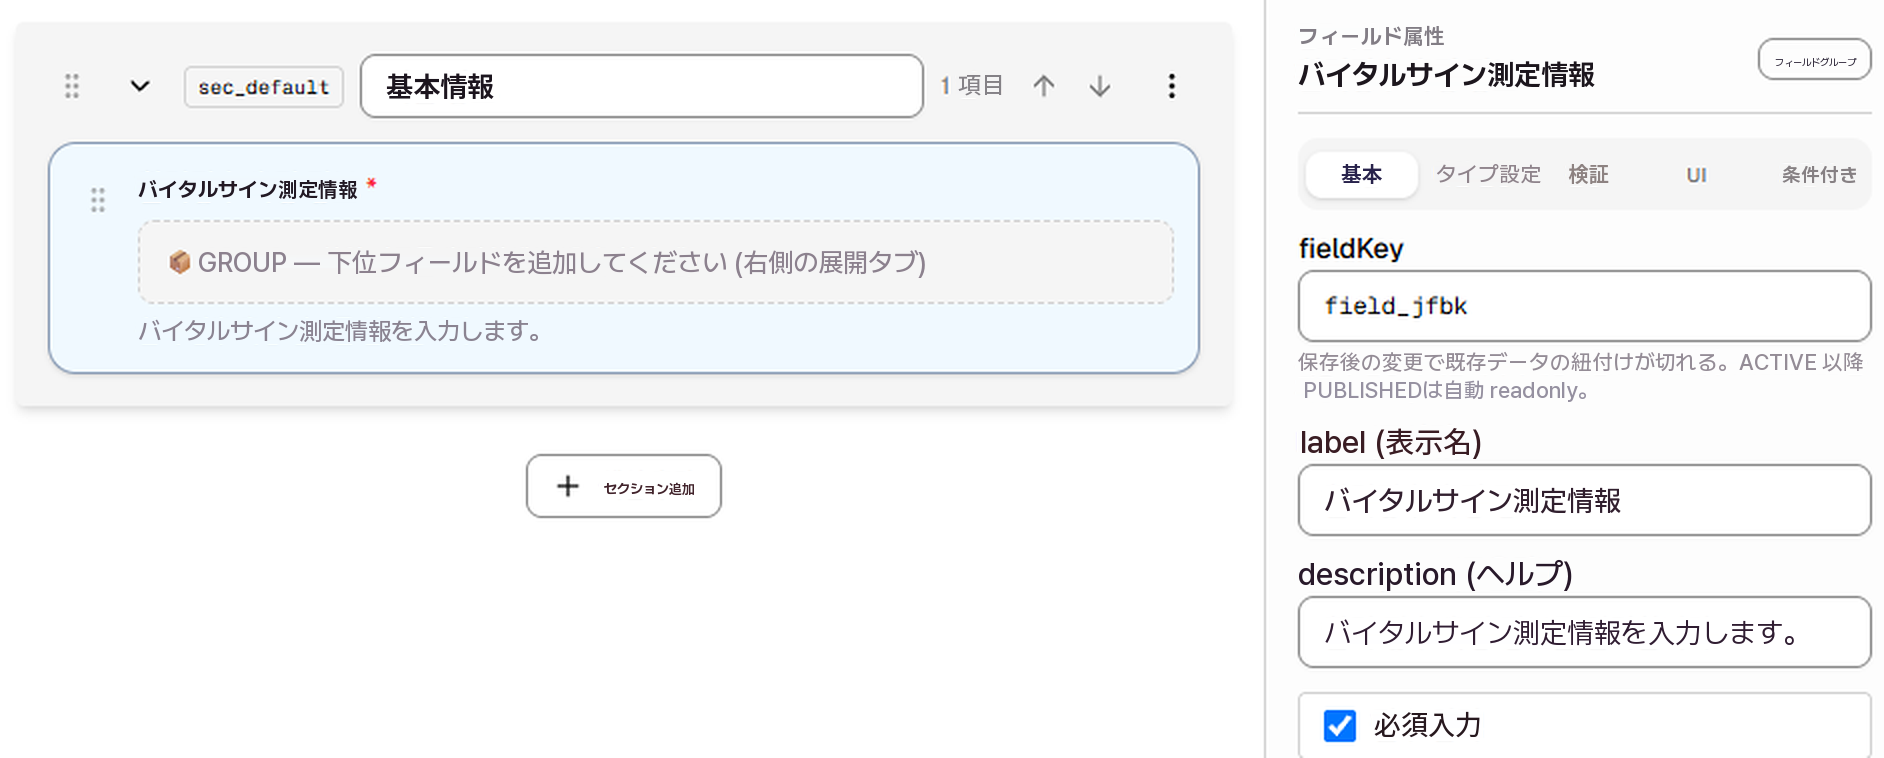 sec_default
基本情報
1 項目
バイタルサイン測定情報 *
GROUP — 下位フィールドを追加してください (右側の展開タブ)
バイタルサイン測定情報を入力します。
セクション追加
フィールド属性
バイタルサイン測定情報
フィールドグループ
基本 タイプ設定 検証 UI 条件付き
fieldKey
field_jfbk
保存後の変更で既存データの紐付けが切れる。ACTIVE 以降
PUBLISHEDは自動 readonly。
label (表示名)
バイタルサイン測定情報
description (ヘルプ)
バイタルサイン測定情報を入力します。
必須入力